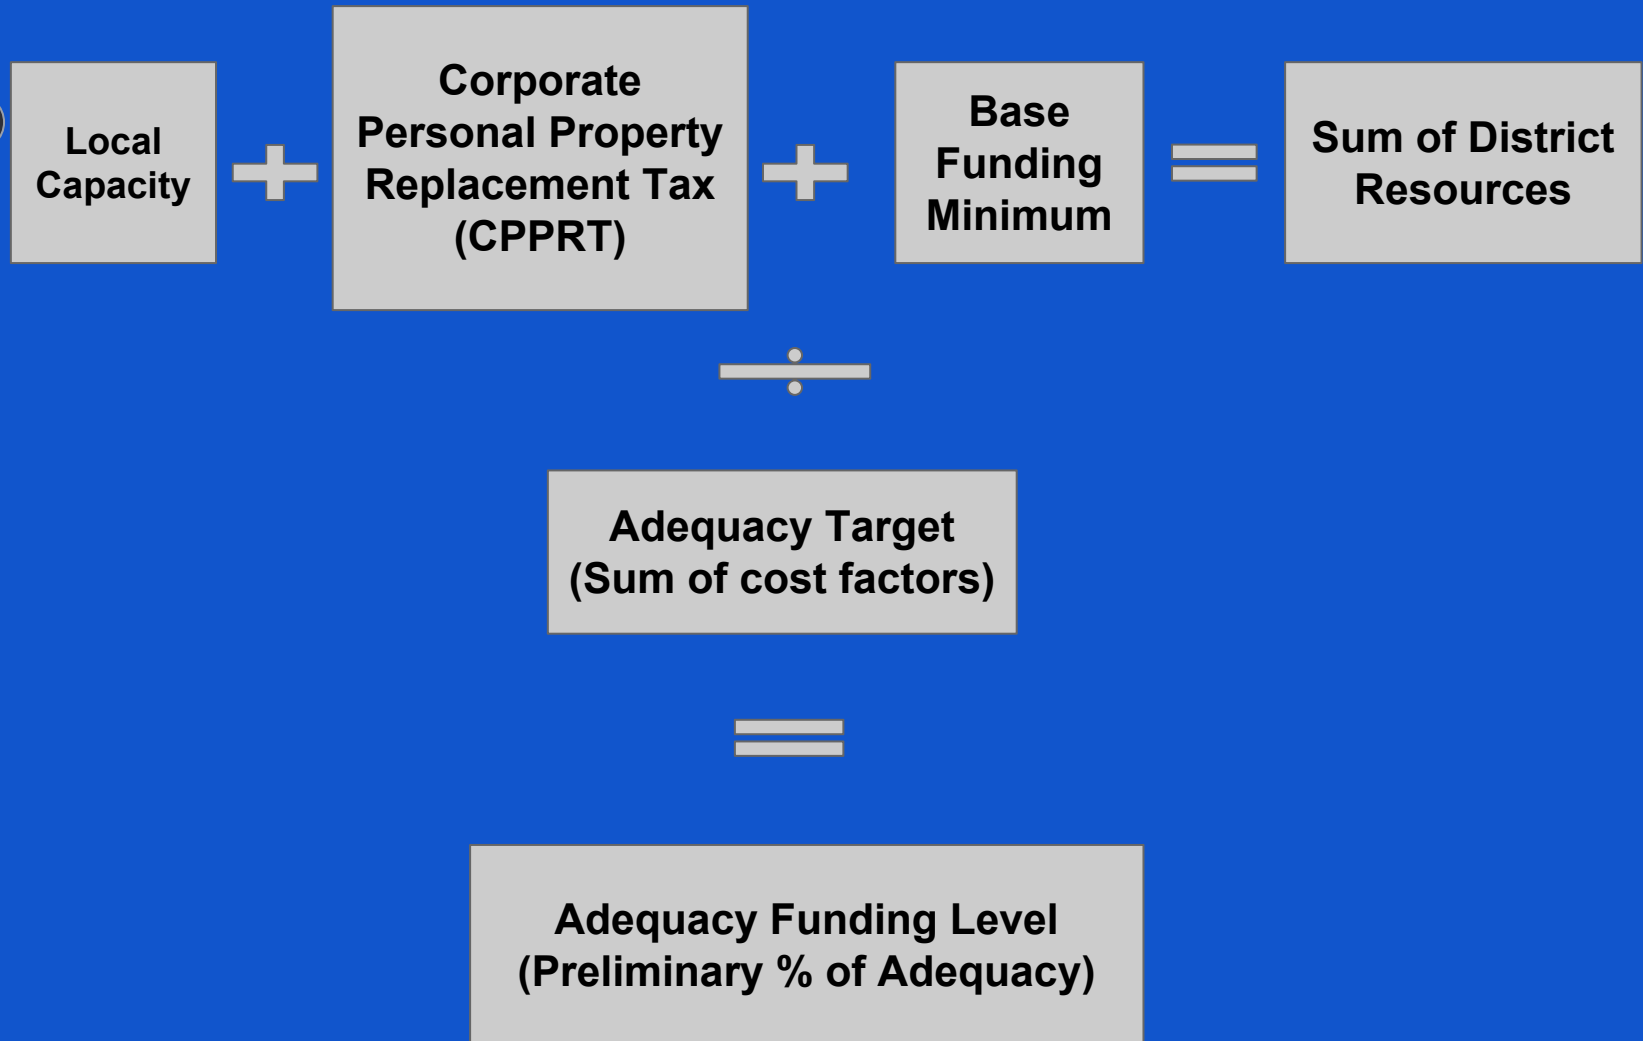 Local
Capacity
Corporate
Personal Property
Replacement Tax
(CPPRT)
Base
Funding
Minimum
Sum of District
Resources
Adequacy Target
(Sum of cost factors)
Adequacy Funding Level
(Preliminary % of Adequacy)